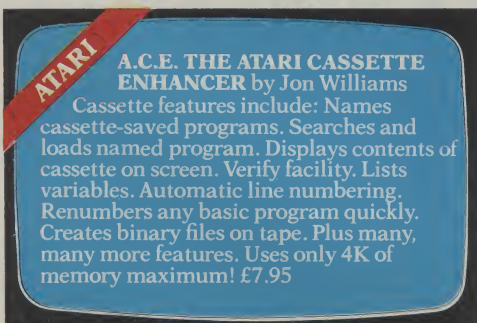 ATARI
A.C.E. THE ATARI CASSETTE
ENHANCER by Jon Williams
Cassette features include: Names
cassette-saved programs. Searches and
loads named program. Displays contents of
cassette on screen. Verify facility. Lists
variables. Automatic line numbering.
Renumbers any basic program quickly.
Creates binary files on tape. Plus many,
many more features. Uses only 4K of
memory maximum! £7.95